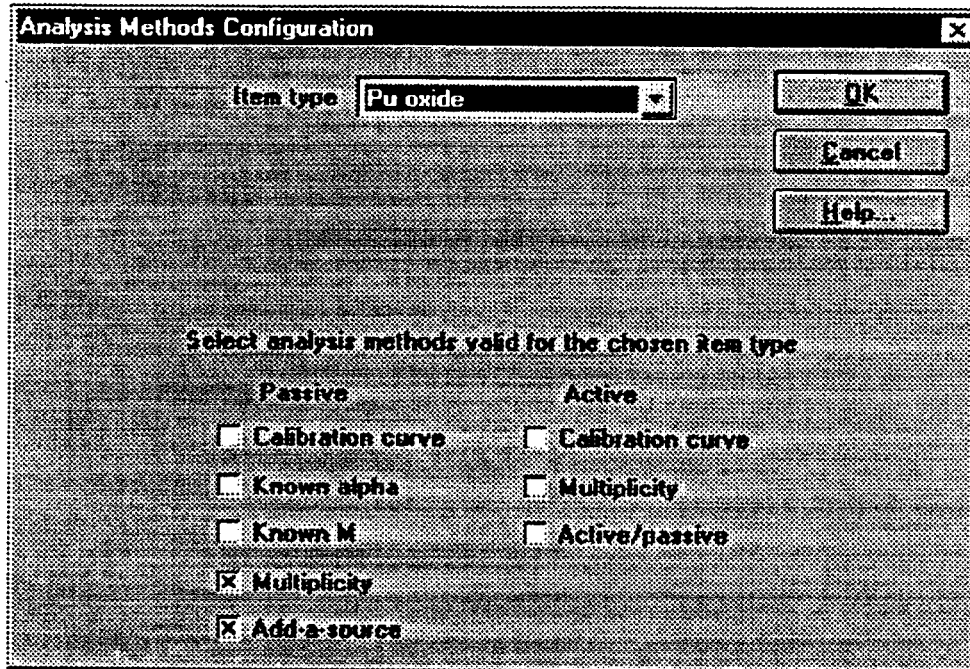 Analysis Methods Configuration
Item type Pu oxide
OK
Cancel
Help...
Select analysis methods valid for the chosen item type
Passive Active
Calibration curve Calibration curve
Known alpha Multiplicity
Known M Active/passive
Multiplicity
Add-a-source